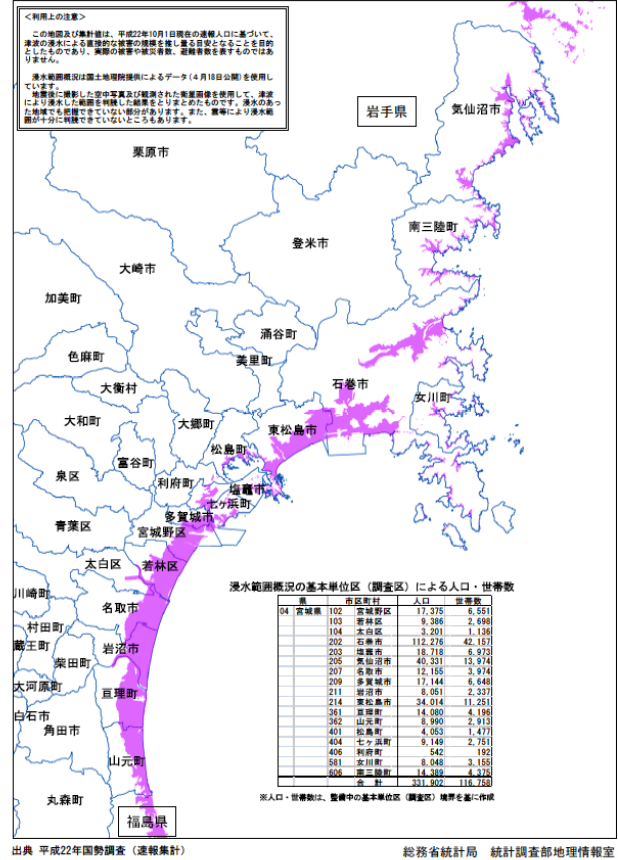 <利用上の注意>
この地図及び集計値は、平成22年10月1日現在の速報人口に基づいて、
津波の浸水による直接的な被害の規模を推し量る目安となることを目的
としたものであり、実際の被害や被災者数、避難者数を表すものではあ
りません。
浸水範囲概況は国土地理院提供によるデータ(4月18日公開)を使用し
ています。
地震後に撮影した空中写真及び観測された衛星画像を使用して、津波
により浸水した範囲を判読した結果をとりまとめたものです。浸水のあっ
た地域でも把握できていない部分があります。また、雲等により浸水範
囲が十分に判読できていないところもあります。
岩手県
気仙沼市
栗原市
南三陸町
登米市
大崎市
加美町
涌谷町
色麻町
美里町
石巻市
大衡村
女川町
大和町
大郷町
東松島市
松島町
富谷町
泉区
利府町
塩竈市
七ヶ浜町
多賀城市
青葉区
宮城野区
太白区
若林区
川崎町
名取市
村田町
蔵王町
岩沼市
柴田町
大河原町
亘理町
白石市
角田市
山元町
丸森町
福島県
浸水範囲概況の基本単位区(調査区)による人口・世帯数
県 市区町村 人口 世帯数
04 宮城県 102 宮城野区 17,375 6,551
103 若林区 9,386 2,698
104 太白区 3,201 1,136
202 石巻市 112,276 42,157
203 塩竈市 18,718 6,973
205 気仙沼市 40,331 13,974
207 名取市 12,155 3,974
209 多賀城市 17,144 6,648
211 岩沼市 8,051 2,337
214 東松島市 34,014 11,251
361 亘理町 14,080 4,196
362 山元町 8,990 2,913
401 松島町 4,053 1,477
404 七ヶ浜町 9,149 2,751
406 利府町 542 192
581 女川町 8,048 3,155
606 南三陸町 14,389 4,375
合計 331,902 116,758
※人口・世帯数は、整備中の基本単位区(調査区)境界を基に作成
出典 平成22年国勢調査(速報集計)
総務省統計局 統計調査部地理情報室